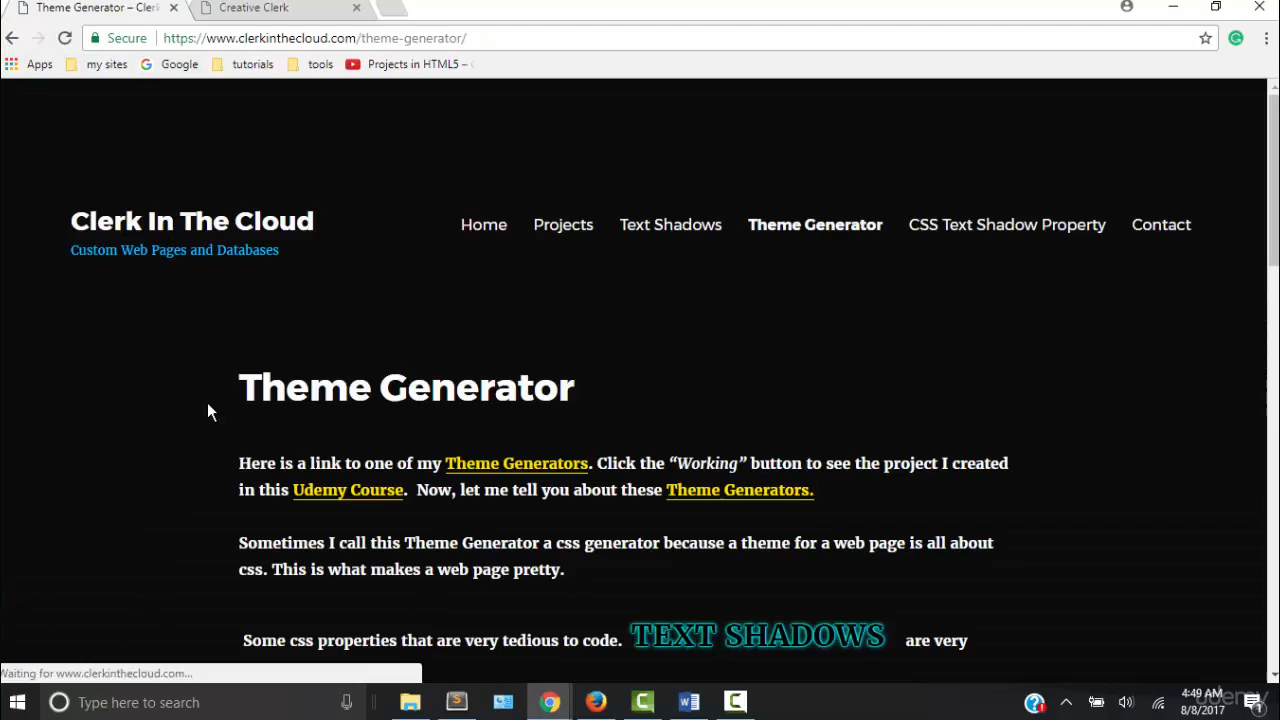 Theme Generator – Clerk
Creative Clerk
Secure
https://www.clerkinthecloud.com/theme-generator/
Apps
my sites
Google
tutorials
tools
Projects in HTML5 –
Clerk In The Cloud
Custom Web Pages and Databases
Home
Projects
Text Shadows
Theme Generator
CSS Text Shadow Property
Contact
Theme Generator
Here is a link to one of my Theme Generators. Click the “Working” button to see the project I created
in this Udemy Course. Now, let me tell you about these Theme Generators.
Sometimes I call this Theme Generator a css generator because a theme for a web page is all about
css. This is what makes a web page pretty.
Some css properties that are very tedious to code. TEXT SHADOWS are very
Waiting for www.clerkinthecloud.com...
Type here to search
4:49 AM
8/8/2017
udemy